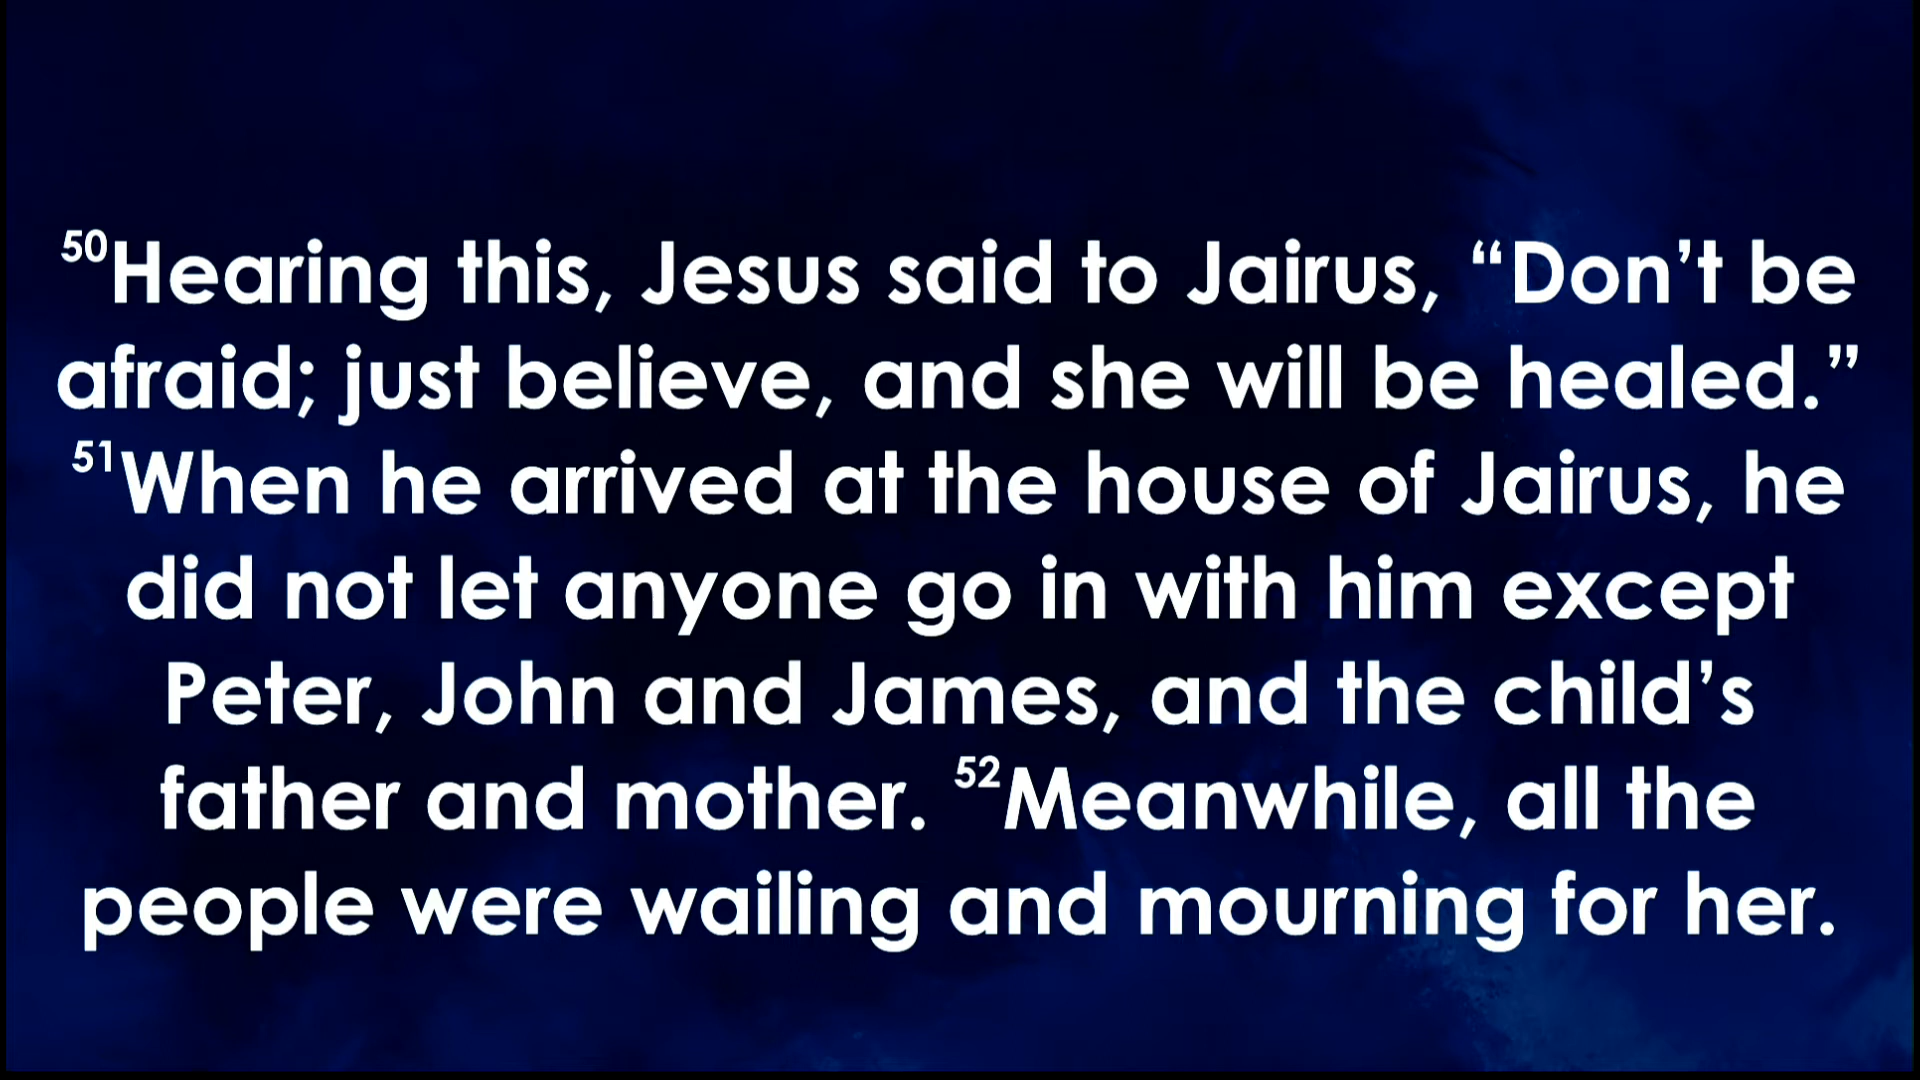 50Hearing this, Jesus said to Jairus, “Don’t be
afraid; just believe, and she will be healed.”
51When he arrived at the house of Jairus, he
did not let anyone go in with him except
Peter, John and James, and the child’s
father and mother. 52Meanwhile, all the
people were wailing and mourning for her.